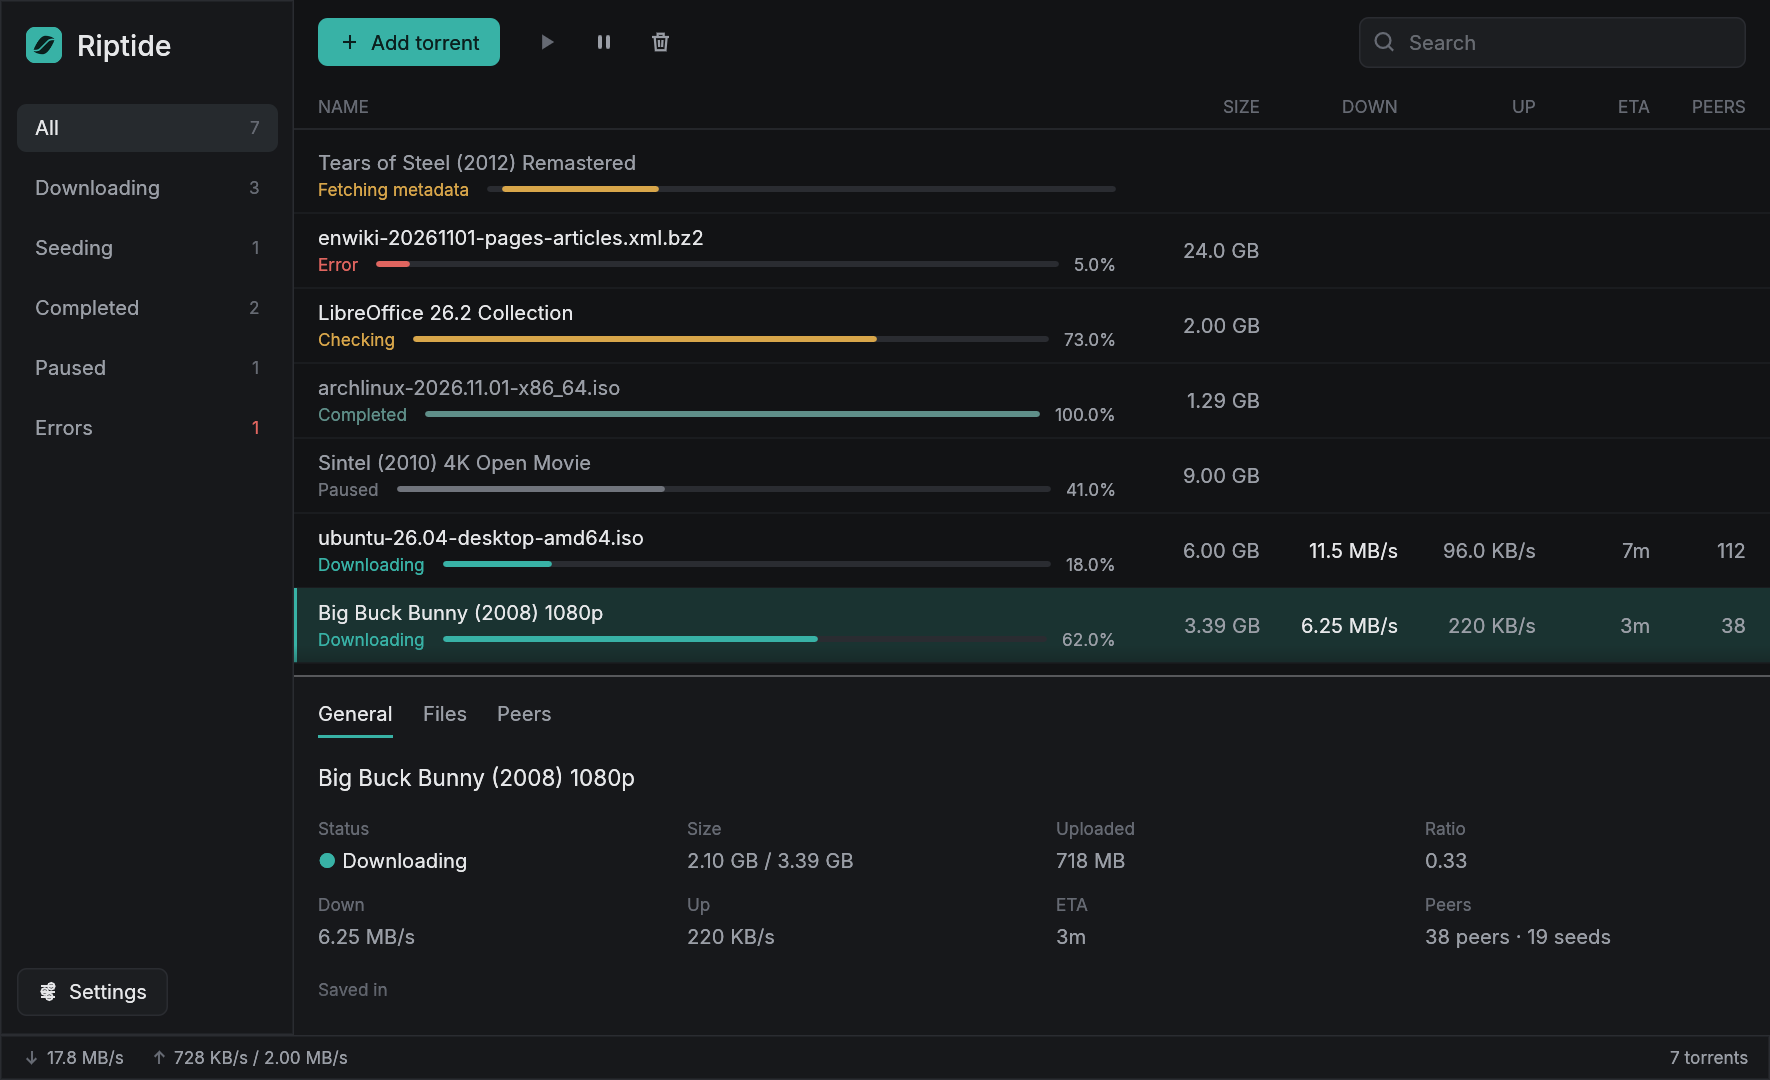 Riptide
Add torrent
Search
All 7
Downloading 3
Seeding 1
Completed 2
Paused 1
Errors 1
NAME SIZE DOWN UP ETA PEERS
Tears of Steel (2012) Remastered
Fetching metadata
enwiki-20261101-pages-articles.xml.bz2
Error 5.0% 24.0 GB
LibreOffice 26.2 Collection
Checking 73.0% 2.00 GB
archlinux-2026.11.01-x86_64.iso
Completed 100.0% 1.29 GB
Sintel (2010) 4K Open Movie
Paused 41.0% 9.00 GB
ubuntu-26.04-desktop-amd64.iso
Downloading 18.0% 6.00 GB 11.5 MB/s 96.0 KB/s 7m 112
Big Buck Bunny (2008) 1080p
Downloading 62.0% 3.39 GB 6.25 MB/s 220 KB/s 3m 38
General Files Peers
Big Buck Bunny (2008) 1080p
Status Size Uploaded Ratio
Downloading 2.10 GB / 3.39 GB 718 MB 0.33
Down Up ETA Peers
6.25 MB/s 220 KB/s 3m 38 peers · 19 seeds
Saved in
Settings
↓ 17.8 MB/s ↑ 728 KB/s / 2.00 MB/s 7 torrents